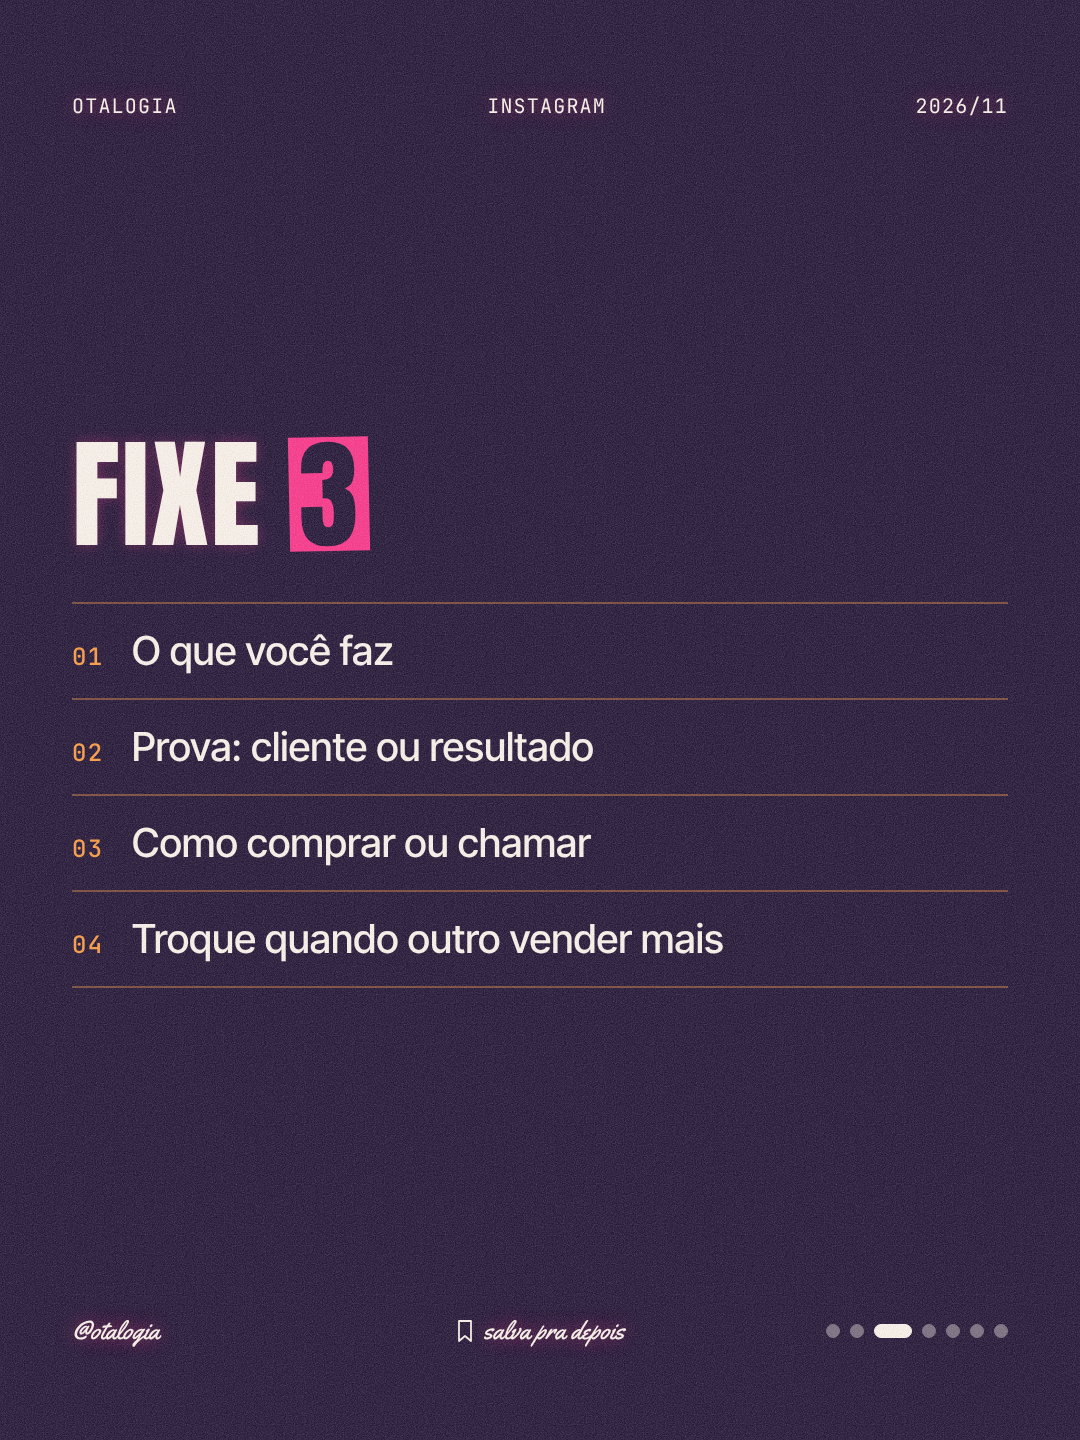 OTALOGIA INSTAGRAM 2026/11
FIXE 3
01 O que você faz
02 Prova: cliente ou resultado
03 Como comprar ou chamar
04 Troque quando outro vender mais
@otalogia salva pra depois